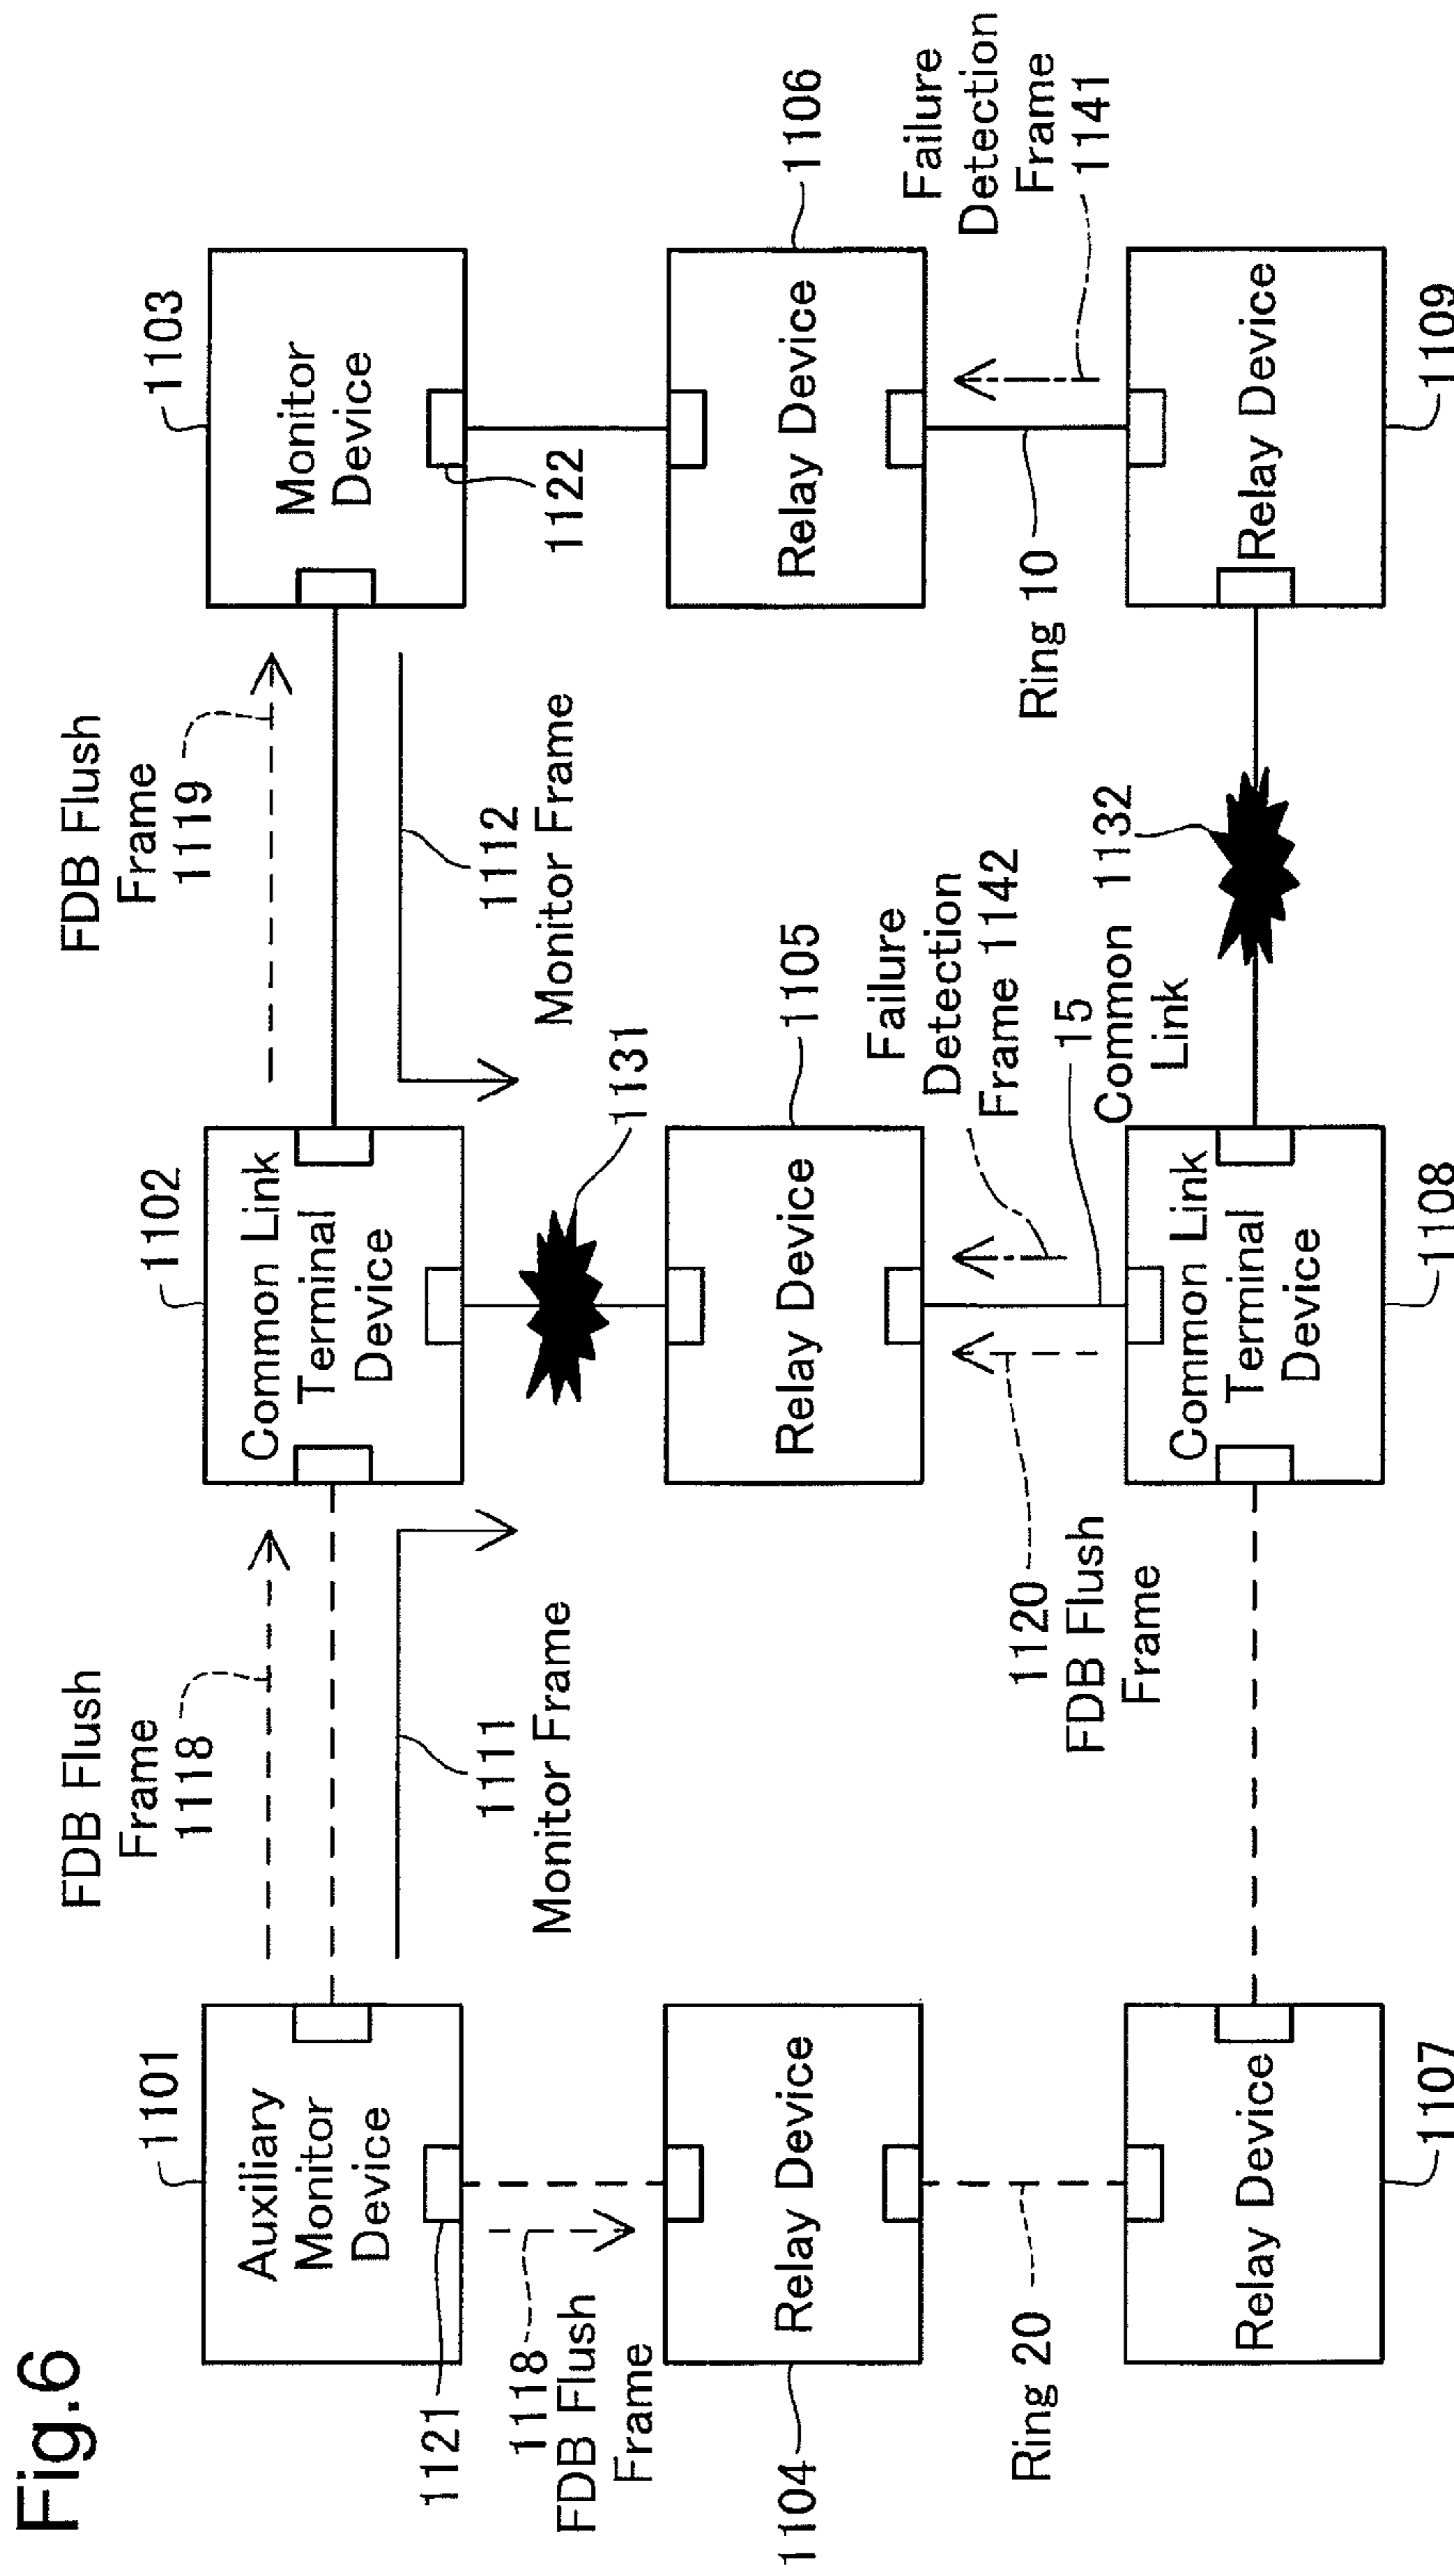 Fig.6
FDB Flush
Frame
1118
FDB Flush
Frame
1119
1101
Auxiliary
Monitor
Device
1102
Common Link
Terminal
Device
1103
Monitor
Device
1121
1118
FDB Flush
Frame
1111
Monitor Frame
1112
Monitor Frame
1122
1131
1104
Relay Device
1105
Relay Device
1106
Relay Device
Ring 20
1120
FDB Flush
Frame
Failure
Detection
Frame 1142
15
Common
Link
1132
Ring 10
Failure
Detection
Frame
1141
Relay Device
1107
Common Link
Terminal
Device
1108
Relay Device
1109